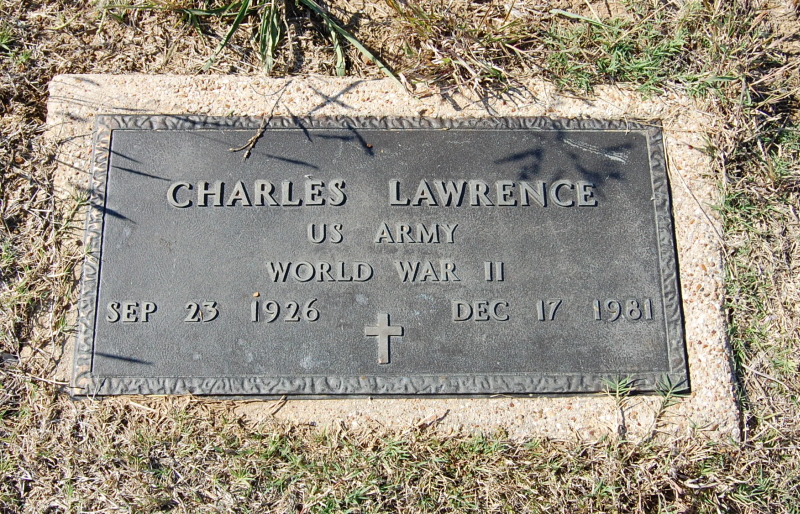 CHARLES LAWRENCE
US ARMY
WORLD WAR II
SEP 23 1926 DEC 17 1981